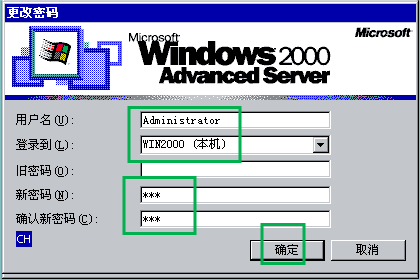 更改密码
Microsoft
Microsoft
Windows 2000
Advanced Server
用户名(U): Administrator
登录到(L): WIN2000 (本机)
旧密码(O):
新密码(N): ***
确认新密码(C): ***
CH
确定 取消